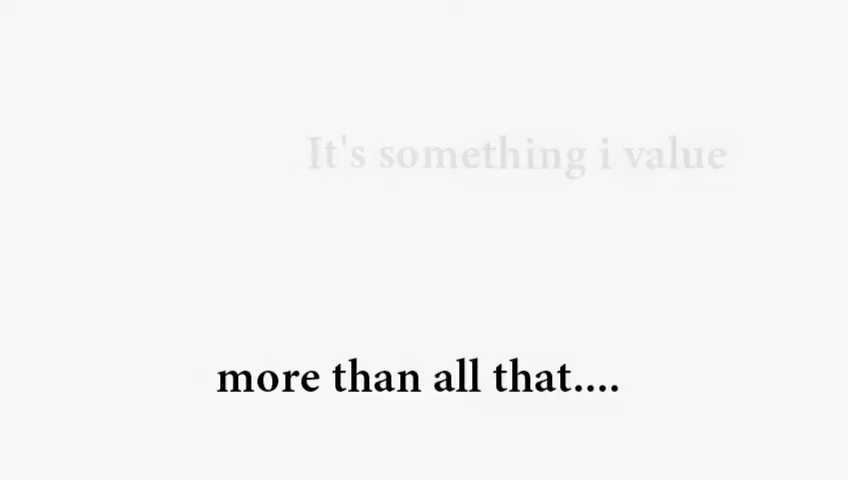 It's something i value
more than all that....